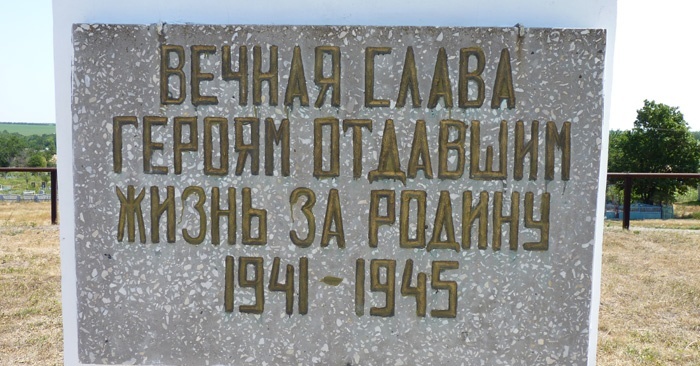 ВЕЧНАЯ СЛАВА
ГЕРОЯМ ОТДАВШИМ
ЖИЗНЬ ЗА РОДИНУ
1941-1945